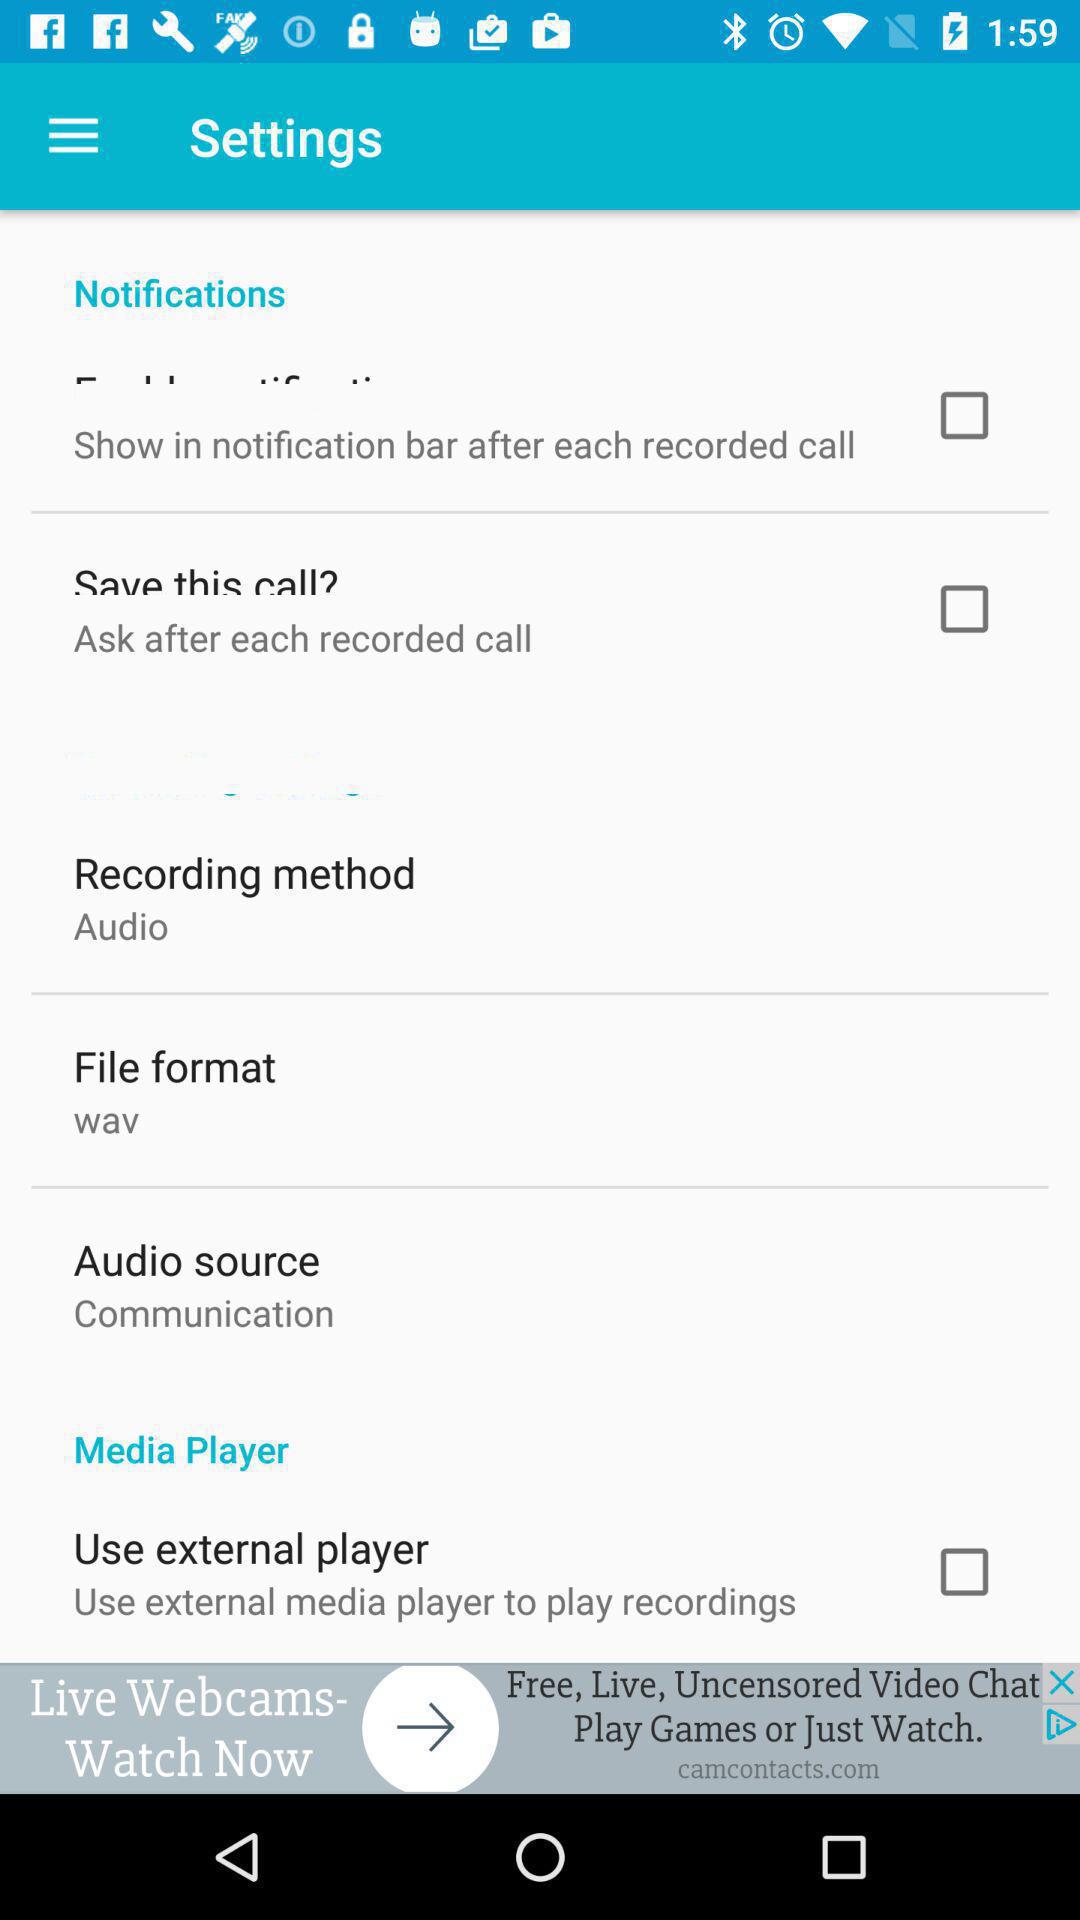 FAKE
1:59
Settings
Notifications
Show in notification bar after each recorded call
Save this call?
Ask after each recorded call
Recording method
Audio
File format
wav
Audio source
Communication
Media Player
Use external player
Use external media player to play recordings
Live Webcams-
Watch Now
Free, Live, Uncensored Video Chat
Play Games or Just Watch.
camcontacts.com